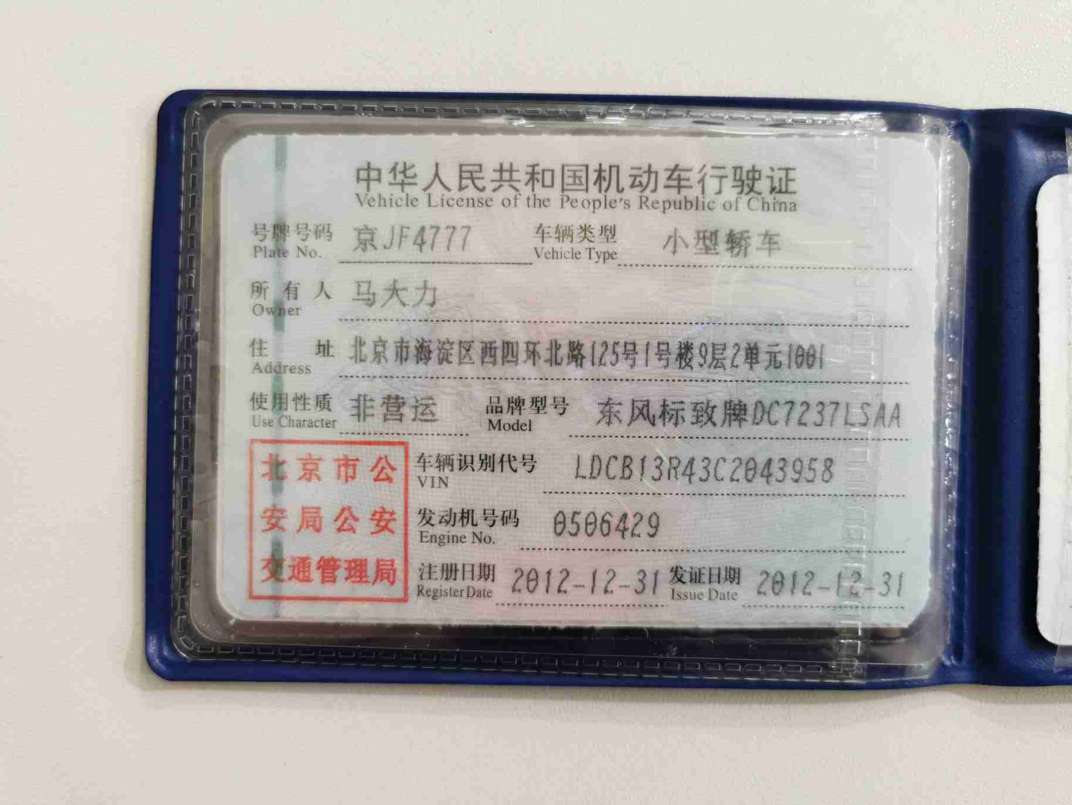 中华人民共和国机动车行驶证
Vehicle License of the People's Republic of China
号牌号码 京JF4777 车辆类型 小型轿车
Plate No. Vehicle Type
所有人 马大力
Owner
住址 北京市海淀区西四环北路125号1号楼9层2单元1001
Address
使用性质 非营运 品牌型号 东风标致牌DC7237LSAA
Use Character Model
北京市公 车辆识别代号 LDCB13R43C2043958
VIN
安局公安 发动机号码 0506429
Engine No.
交通管理局 注册日期 2012-12-31 发证日期 2012-12-31
Register Date Issue Date